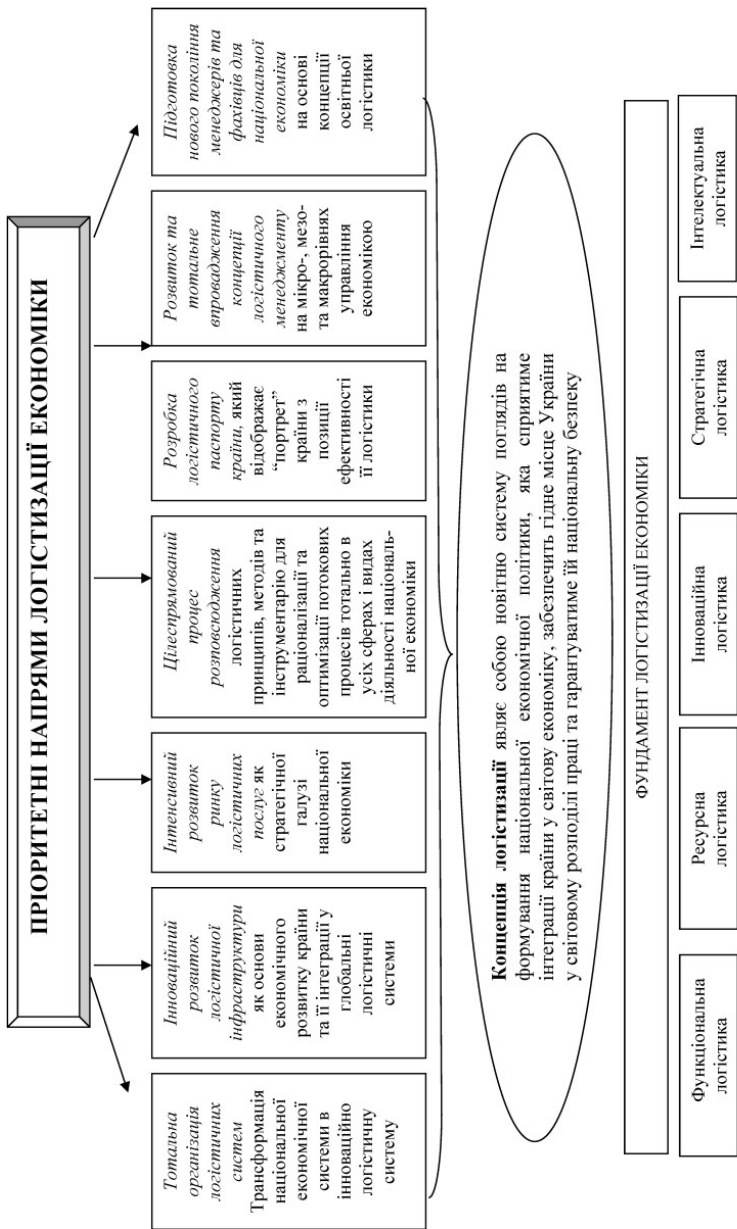 ПРІОРИТЕТНІ НАПРЯМИ ЛОГІСТИЗАЦІЇ ЕКОНОМІКИ
Тотальна
організація
логістичних
систем
Трансформація
національної
економічної
системи в
інноваційно
логістичну
систему
Інноваційний
розвиток
логістичної
інфраструктури
як основи
економічного
розвитку країни
та її інтеграції у
глобальні
логістичні
системи
Інтенсивний
розвиток
ринку
логістичних
послуг як
стратегічної
галузі
національної
економіки
Цілеспрямований
процес
розповсюдження
логістичних
принципів, методів та
інструментарію для
раціоналізації та
оптимізації потокових
процесів тотально в
усіх сферах і видах
діяльності національ-
ної економіки
Розробка
логістичного
паспорту
країни, який
відображає
“портрет”
країни з
позиції
ефективності
її логістики
Розвиток та
тотальне
впровадження
концепції
логістичного
менеджменту
на мікро-, мезо-
та макрорівнях
управління
економікою
Підготовка
нового покоління
менеджерів та
фахівців для
національної
економіки
на основі
концепції
освітньої
логістики
Концепція логістизації являє собою новітню систему поглядів на
формування національної економічної політики, яка сприятиме
інтеграції країни у світову економіку, забезпечить гідне місце України
у світовому розподілі праці та гарантуватиме їй національну безпеку
ФУНДАМЕНТ ЛОГІСТИЗАЦІЇ ЕКОНОМІКИ
Функціональна
логістика
Ресурсна
логістика
Інноваційна
логістика
Стратегічна
логістика
Інтелектуальна
логістика